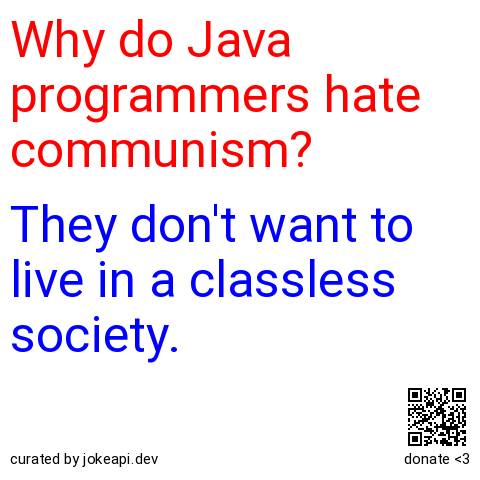 Why do Java
programmers hate
communism?
They don't want to
live in a classless
society.
curated by jokeapi.dev
donate <3